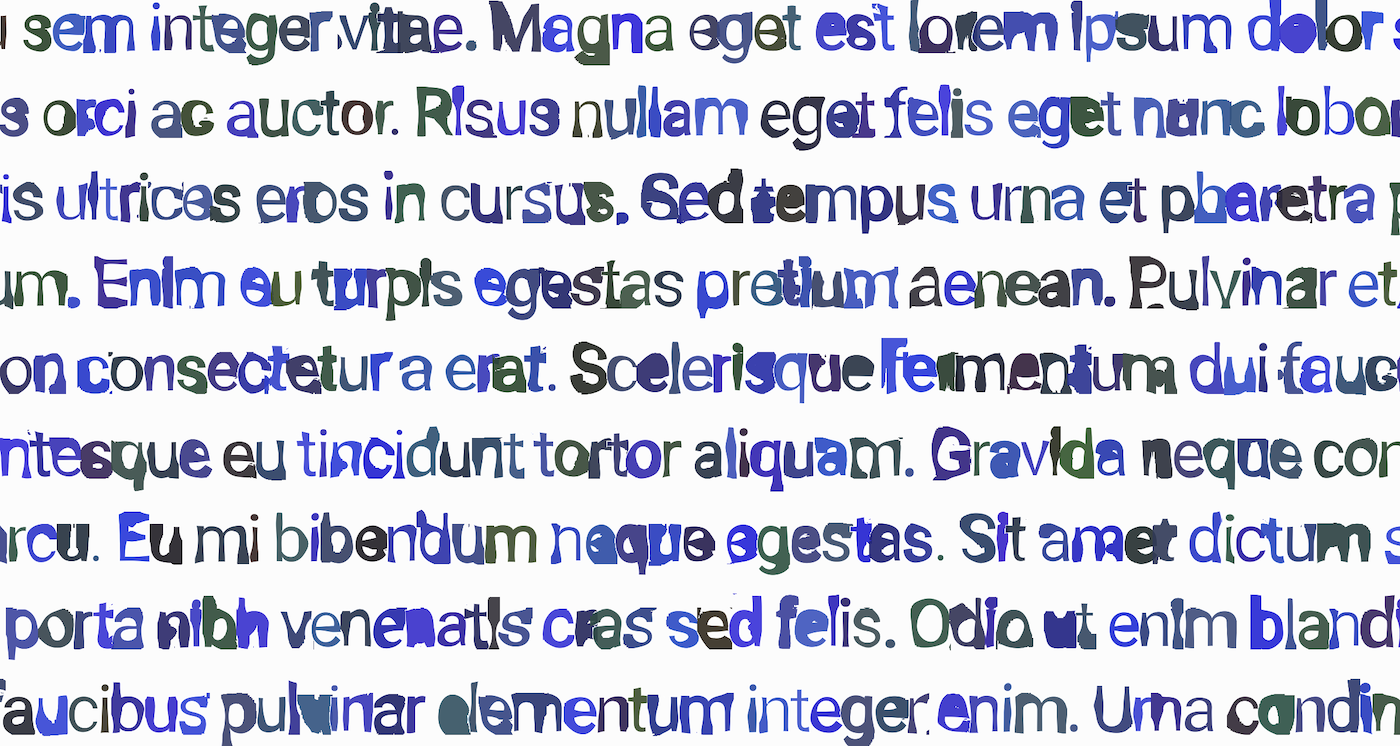 u sem integer vitae. Magna eget est lorem ipsum dolor s
s orci ac auctor. Risus nullam eget felis eget nunc lobor
is ultrices eros in cursus. Sed tempus urna et pharetra p
um. Enim eu turpis egestas pretium aenean. Pulvinar et
on consectetur a erat. Scelerisque fermentum dui fauc
ntesque eu tincidunt tortor aliquam. Gravida neque con
arcu. Eu mi bibendum neque egestas. Sit amet dictum s
porta nibh venenatis cras sed felis. Odio ut enim blandi
faucibus pulvinar elementum integer enim. Urna condin